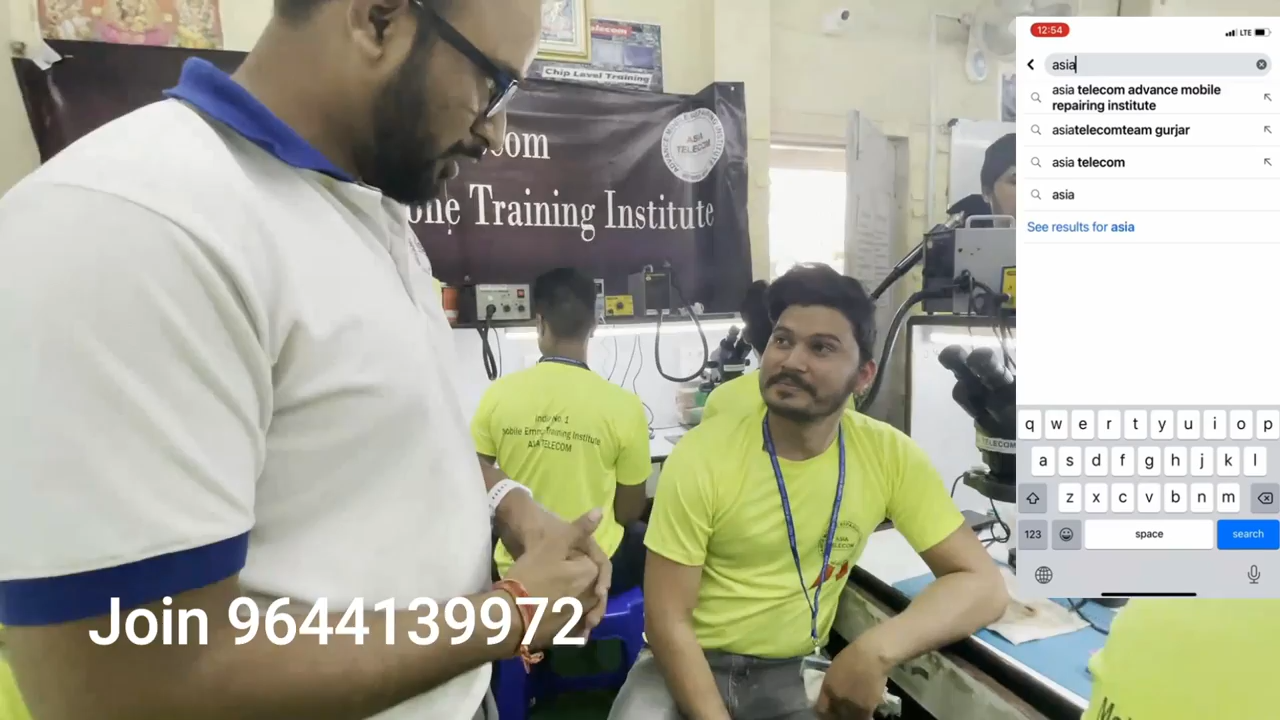 Chip Level Training
Training Institute
ASIA
TELECOM
India No. 1
Training Institute
TELECOM
ASIA
TELECOM
Join 9644139972
12:54
LTE
asia
asia telecom advance mobile
repairing institute
asiatelecomteam gurjar
asia telecom
asia
See results for asia
q w e r t y u i o p
a s d f g h j k l
z x c v b n m
123 space search